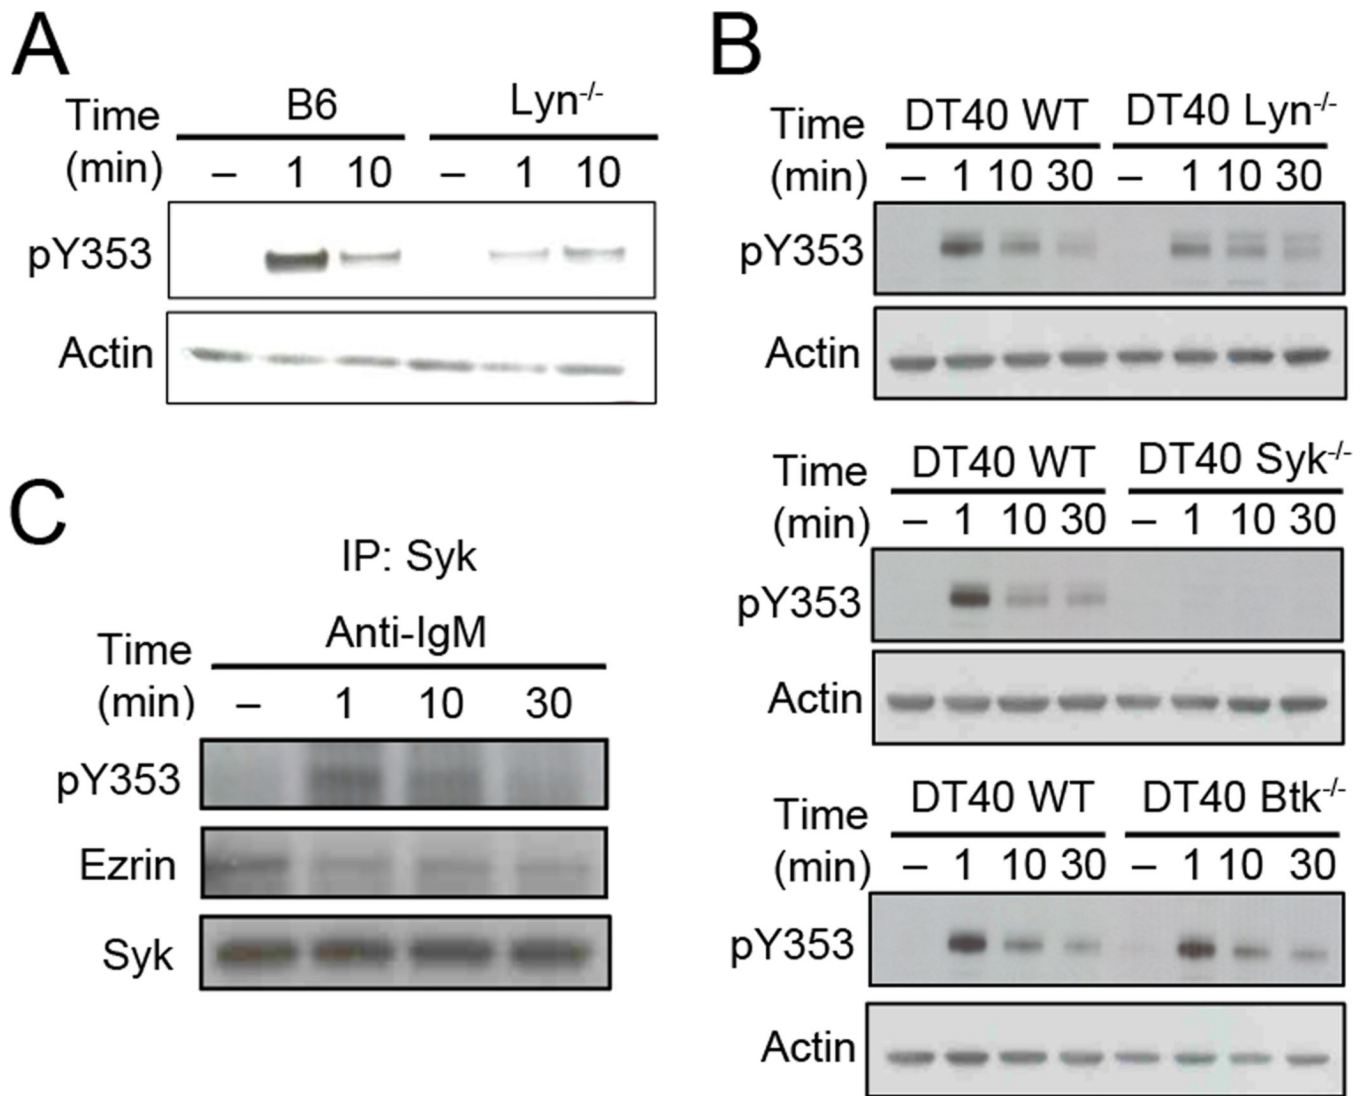 A
B6 Lyn-/-
Time
(min) – 1 10 – 1 10
pY353
Actin
B
DT40 WT DT40 Lyn-/-
Time
(min) – 1 10 30 – 1 10 30
pY353
Actin
DT40 WT DT40 Syk-/-
Time
(min) – 1 10 30 – 1 10 30
pY353
Actin
DT40 WT DT40 Btk-/-
Time
(min) – 1 10 30 – 1 10 30
pY353
Actin
C
IP: Syk
Anti-IgM
Time
(min) – 1 10 30
pY353
Ezrin
Syk